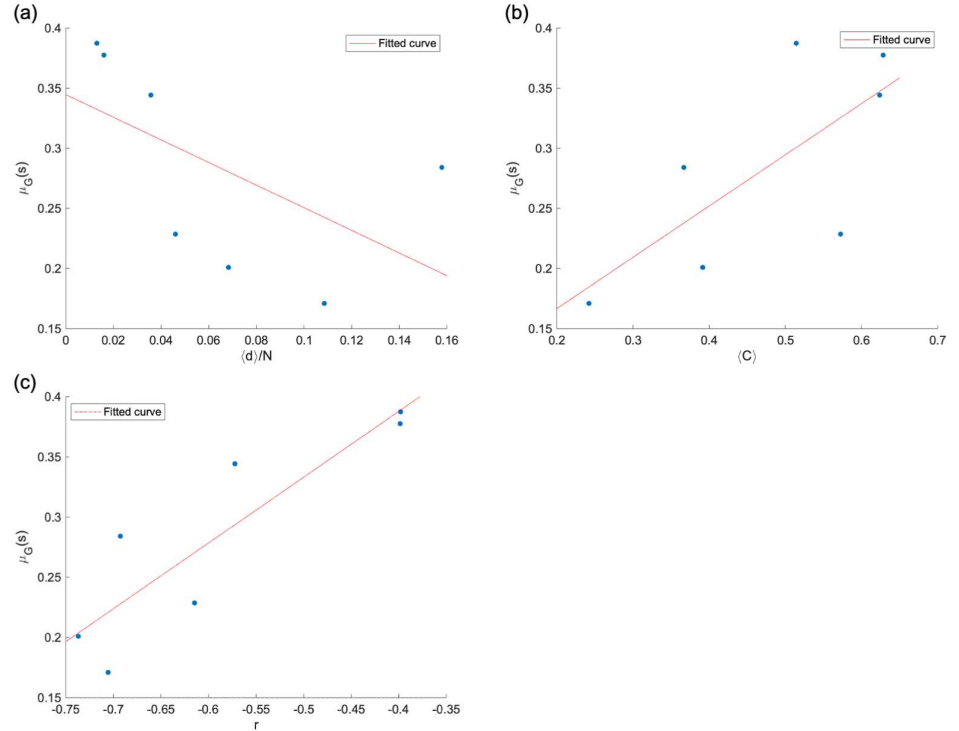 (a)
Fitted curve
0.4
0.35
0.3
0.25
0.2
0.15
μG(s)
0 0.02 0.04 0.06 0.08 0.1 0.12 0.14 0.16
⟨d⟩/N
(b)
Fitted curve
0.4
0.35
0.3
0.25
0.2
0.15
μG(s)
0.2 0.3 0.4 0.5 0.6 0.7
⟨C⟩
(c)
Fitted curve
0.4
0.35
0.3
0.25
0.2
0.15
μG(s)
-0.75 -0.7 -0.65 -0.6 -0.55 -0.5 -0.45 -0.4 -0.35
r